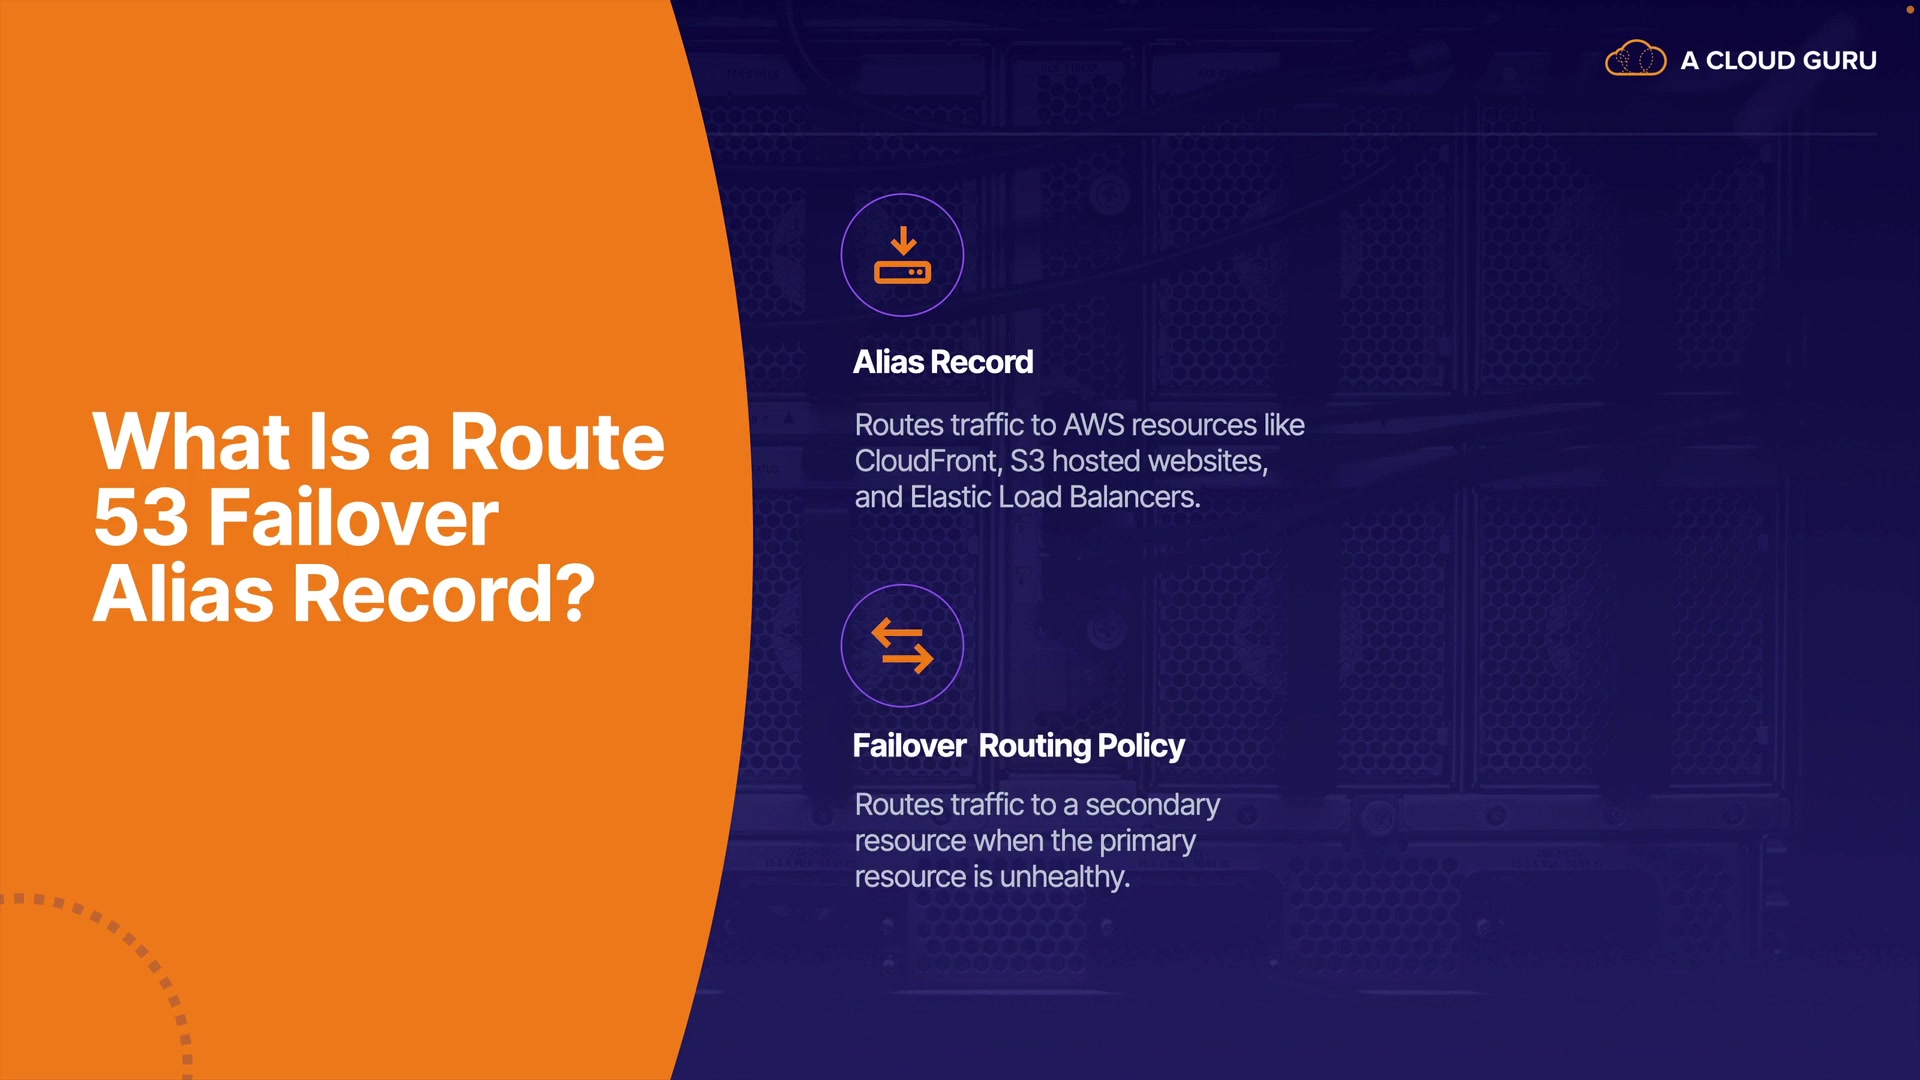 A CLOUD GURU
What Is a Route
53 Failover
Alias Record?
Alias Record
Routes traffic to AWS resources like
CloudFront, S3 hosted websites,
and Elastic Load Balancers.
Failover Routing Policy
Routes traffic to a secondary
resource when the primary
resource is unhealthy.